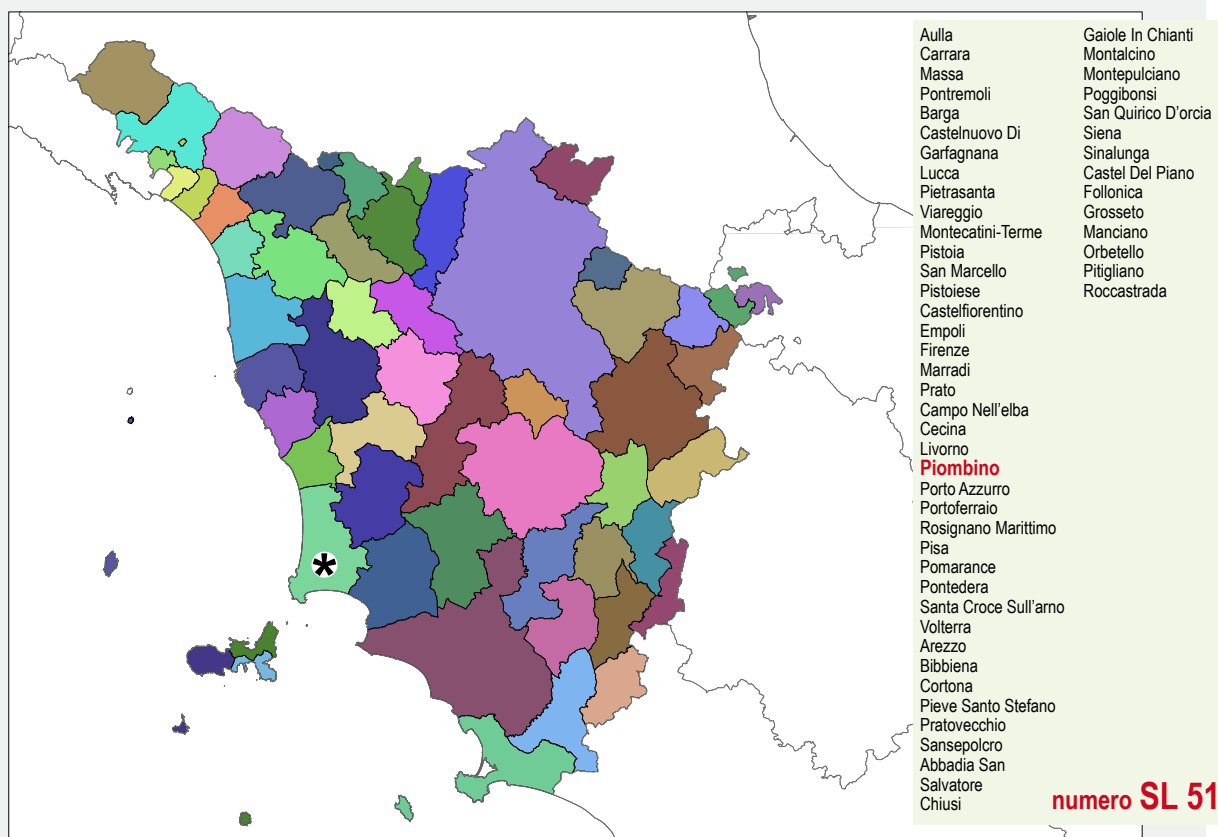 Aulla
Carrara
Massa
Pontremoli
Barga
Castelnuovo Di
Garfagnana
Lucca
Pietrasanta
Viareggio
Montecatini-Terme
Pistoia
San Marcello
Pistoiese
Castelfiorentino
Empoli
Firenze
Marradi
Prato
Campo Nell'elba
Cecina
Livorno
Piombino
Porto Azzurro
Portoferraio
Rosignano Marittimo
Pisa
Pomarance
Pontedera
Santa Croce Sull'arno
Volterra
Arezzo
Bibbiena
Cortona
Pieve Santo Stefano
Pratovecchio
Sansepolcro
Abbadia San
Salvatore
Chiusi
Gaiole In Chianti
Montalcino
Montepulciano
Poggibonsi
San Quirico D'orcia
Siena
Sinalunga
Castel Del Piano
Follonica
Grosseto
Manciano
Orbetello
Pitigliano
Roccastrada
numero SL 51
*